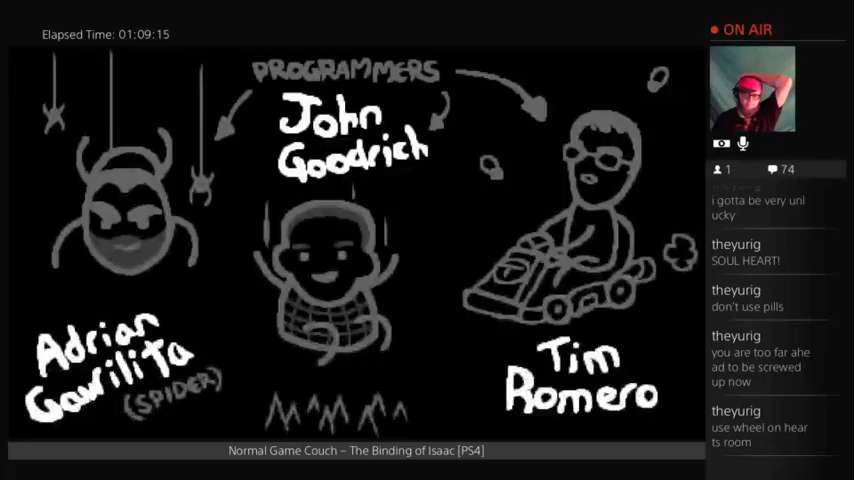 Elapsed Time: 01:09:15
ON AIR
PROGRAMMERS
John
Goodrich
Adrian
Gavrilita
(SPIDER)
Tim
Romero
1 74
i gotta be very unl
ucky
theyurig
SOUL HEART!
theyurig
don't use pills
theyurig
you are too far ahe
ad to be screwed
up now
theyurig
use wheel on hear
ts room
Normal Game Couch – The Binding of Isaac [PS4]